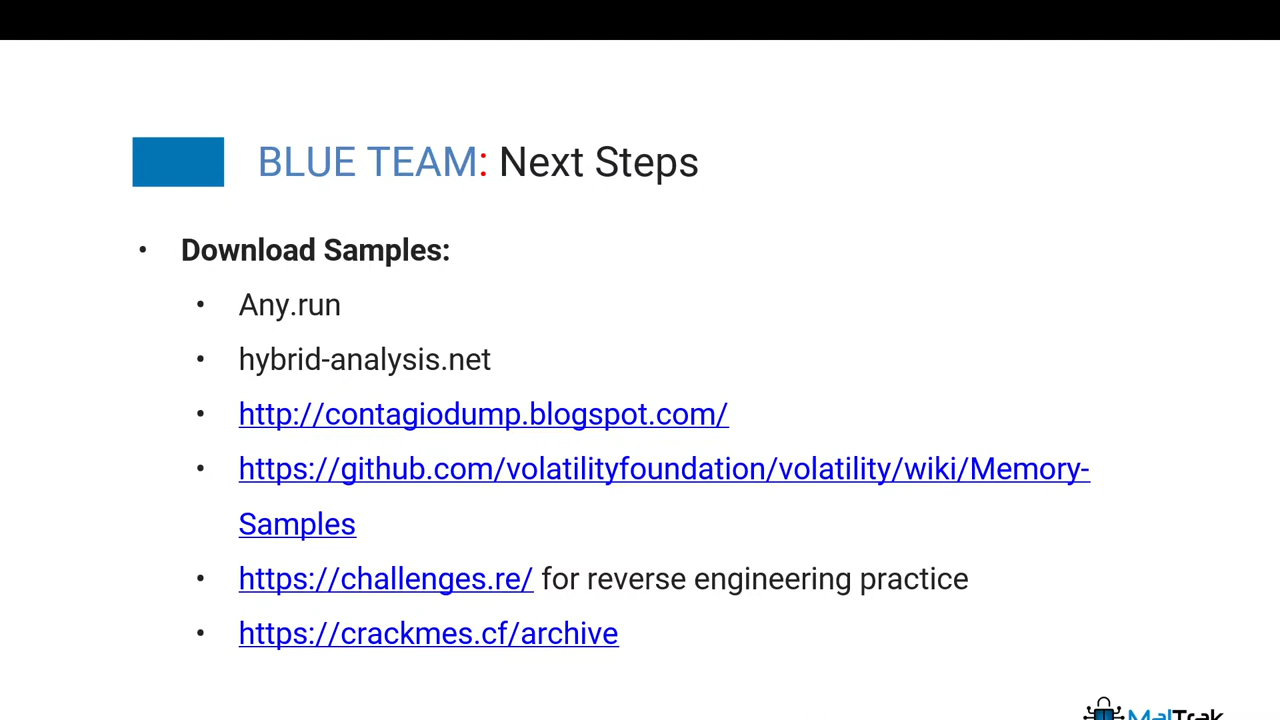 BLUE TEAM: Next Steps
• Download Samples:
• Any.run
• hybrid-analysis.net
• http://contagiodump.blogspot.com/
• https://github.com/volatilityfoundation/volatility/wiki/Memory-
Samples
• https://challenges.re/ for reverse engineering practice
• https://crackmes.cf/archive
MalTrak